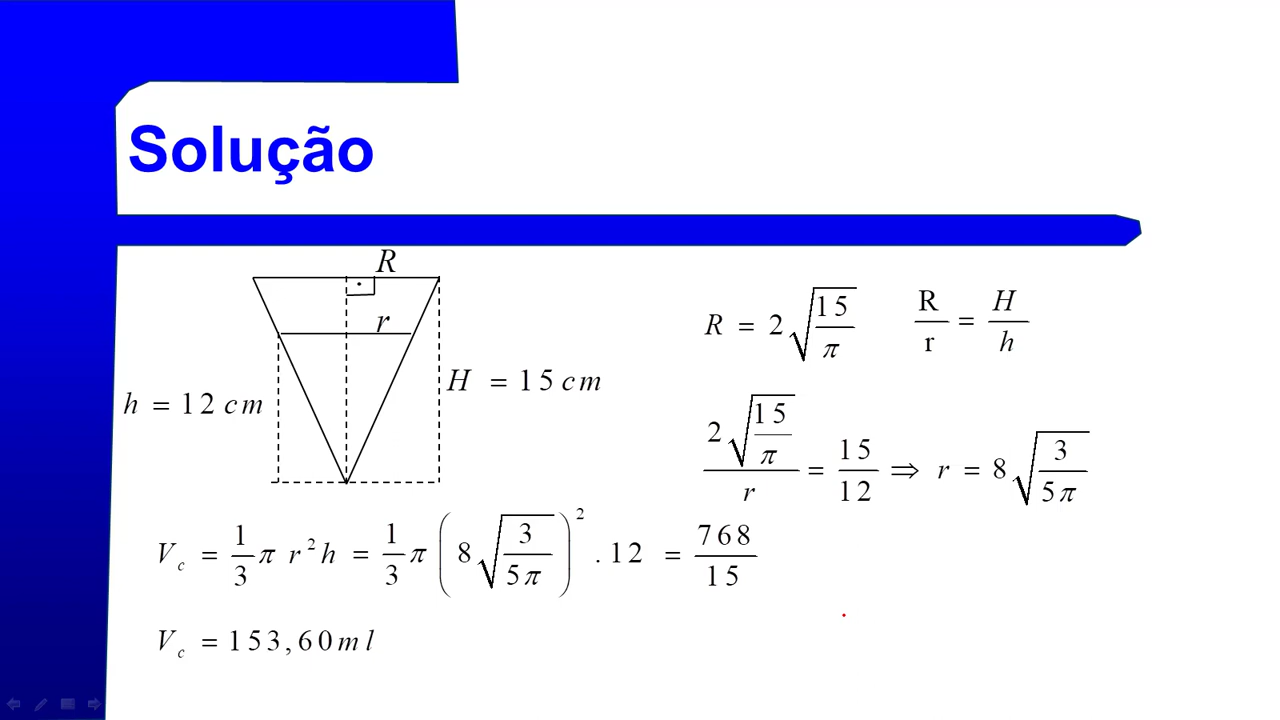 Solução
R
r
h = 12 cm
H = 15 cm
R = 2√(15/π)
R/r = H/h
2√(15/π)/r = 15/12 ⇒ r = 8√(3/5π)
V_c = 1/3 π r²h = 1/3 π (8√(3/5π))² . 12 = 768/15
V_c = 153,60 ml